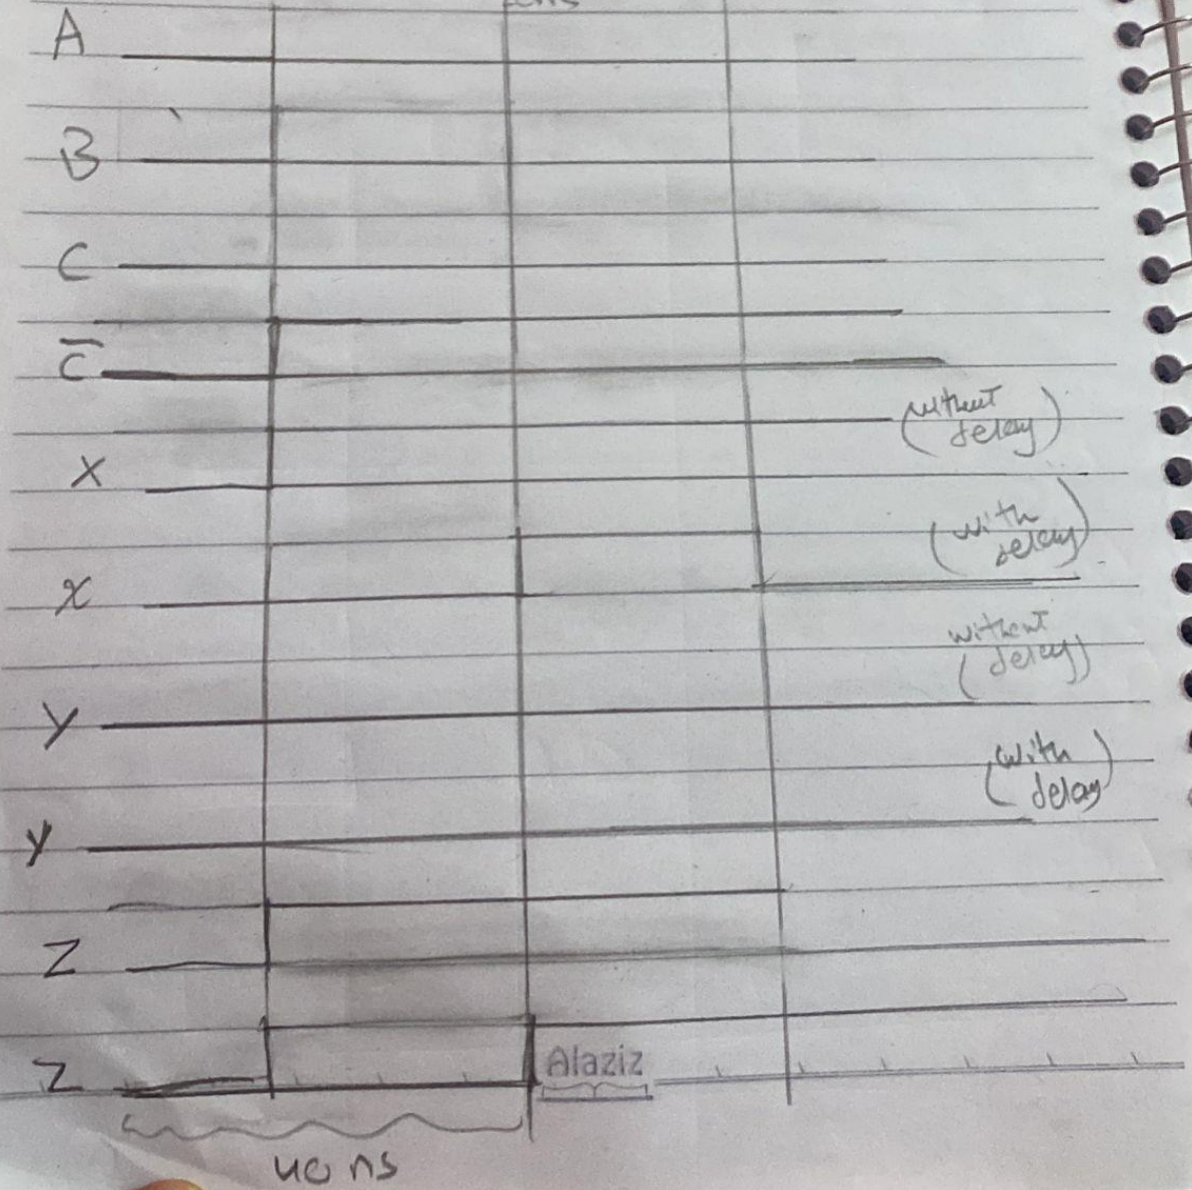 A
B
C
C̅
(without
delay)
X
(with
delay)
X
(without
delay)
Y
(with
delay)
Y
Z
Alaziz
Z
40 ns